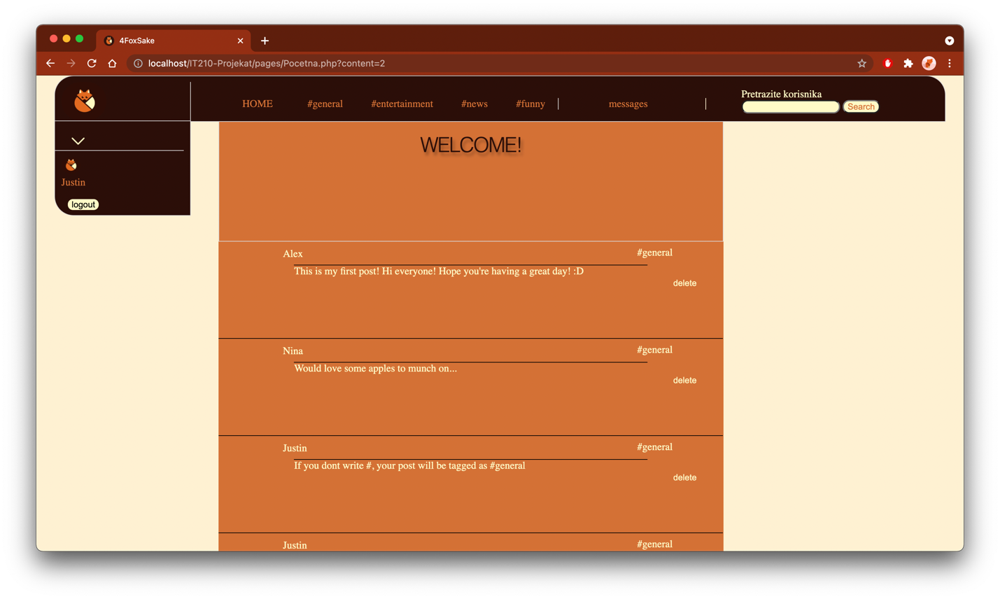 4FoxSake
localhost/IT210-Projekat/pages/Pocetna.php?content=2
HOME #general #entertainment #news #funny messages
Pretrazite korisnika
Search
Justin
logout
WELCOME!
Alex #general
This is my first post! Hi everyone! Hope you're having a great day! :D
delete
Nina #general
Would love some apples to munch on...
delete
Justin #general
If you dont write #, your post will be tagged as #general
delete
Justin #general